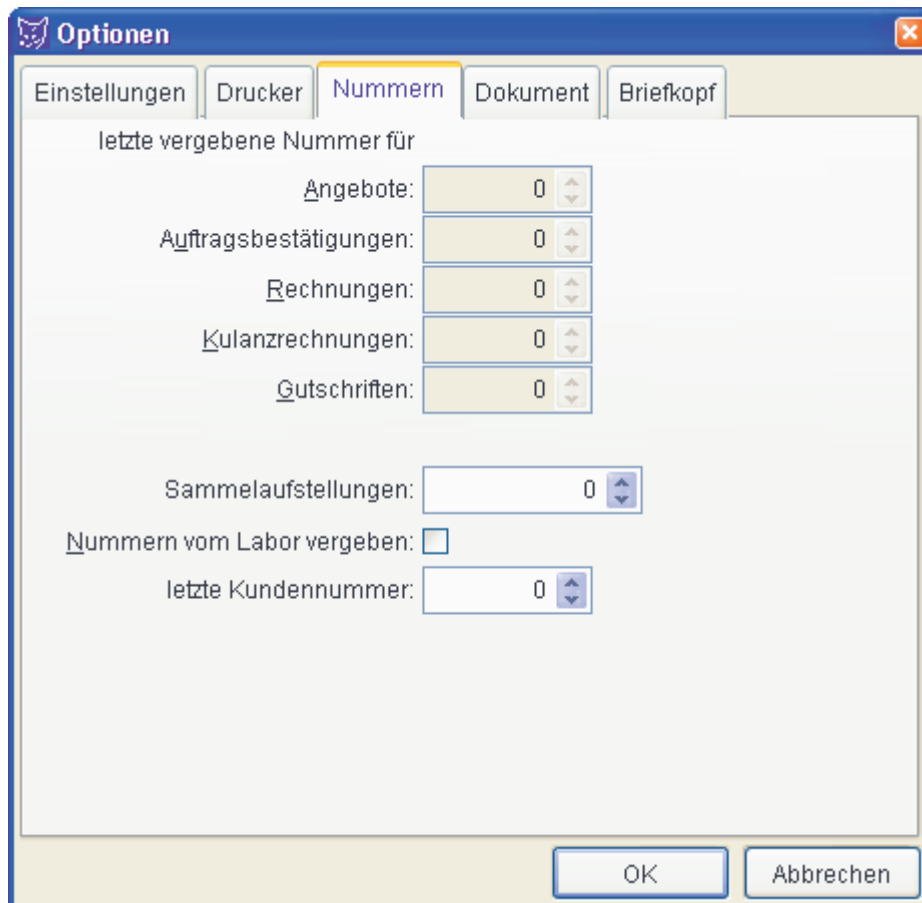 Optionen
Einstellungen Drucker Nummern Dokument Briefkopf
letzte vergebene Nummer für
Angebote: 0
Auftragsbestätigungen: 0
Rechnungen: 0
Kulanzrechnungen: 0
Gutschriften: 0
Sammelaufstellungen: 0
Nummern vom Labor vergeben:
letzte Kundennummer: 0
OK Abbrechen